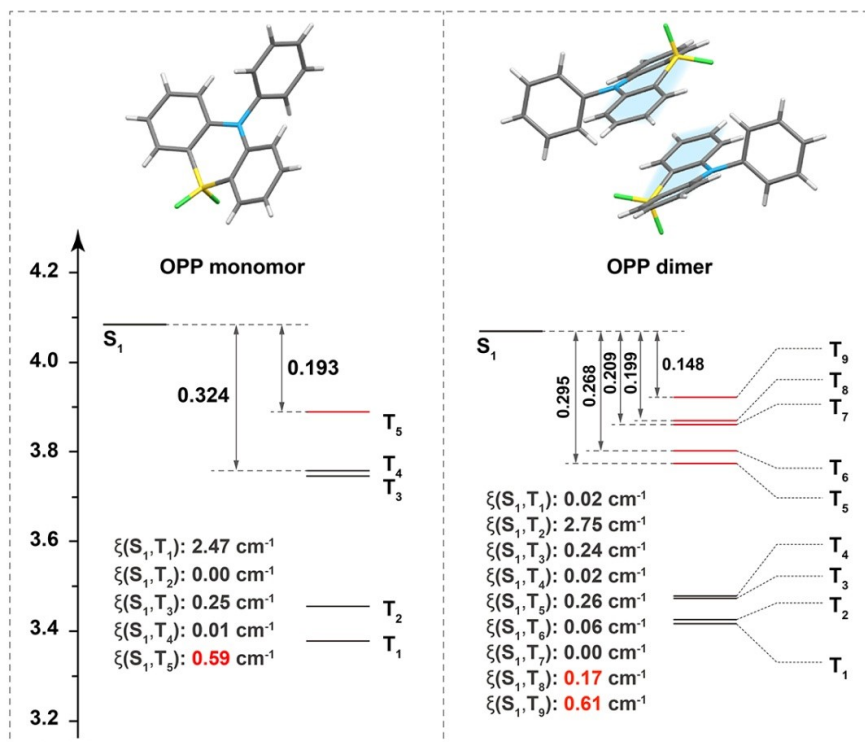 OPP monomor
4.2
4.0
3.8
3.6
3.4
3.2
S₁
0.324
0.193
T₅
T₄
T₃
T₂
T₁
ξ(S₁,T₁): 2.47 cm⁻¹
ξ(S₁,T₂): 0.00 cm⁻¹
ξ(S₁,T₃): 0.25 cm⁻¹
ξ(S₁,T₄): 0.01 cm⁻¹
ξ(S₁,T₅): 0.59 cm⁻¹
OPP dimer
S₁
0.295
0.268
0.209
0.199
0.148
T₉
T₈
T₇
T₆
T₅
T₄
T₃
T₂
T₁
ξ(S₁,T₁): 0.02 cm⁻¹
ξ(S₁,T₂): 2.75 cm⁻¹
ξ(S₁,T₃): 0.24 cm⁻¹
ξ(S₁,T₄): 0.02 cm⁻¹
ξ(S₁,T₅): 0.26 cm⁻¹
ξ(S₁,T₆): 0.06 cm⁻¹
ξ(S₁,T₇): 0.00 cm⁻¹
ξ(S₁,T₈): 0.17 cm⁻¹
ξ(S₁,T₉): 0.61 cm⁻¹